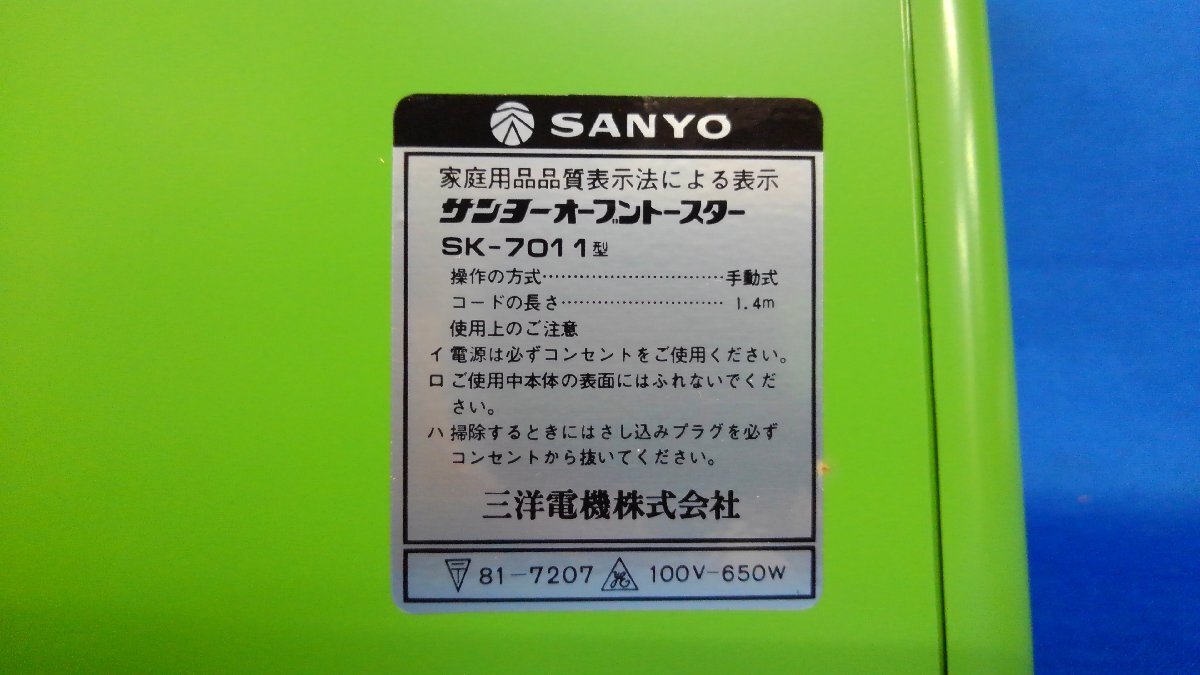 SANYO
家庭用品品質表示法による表示
サンヨーオーブントースター
SK-7011型
操作の方式…………………………手動式
コードの長さ……………………… 1.4m
使用上のご注意
イ 電源は必ずコンセントをご使用ください。
ロ ご使用中本体の表面にはふれないでくだ
さい。
ハ 掃除するときにはさし込みプラグを必ず
コンセントから抜いてください。
三洋電機株式会社
〒 81-7207 100V-650W